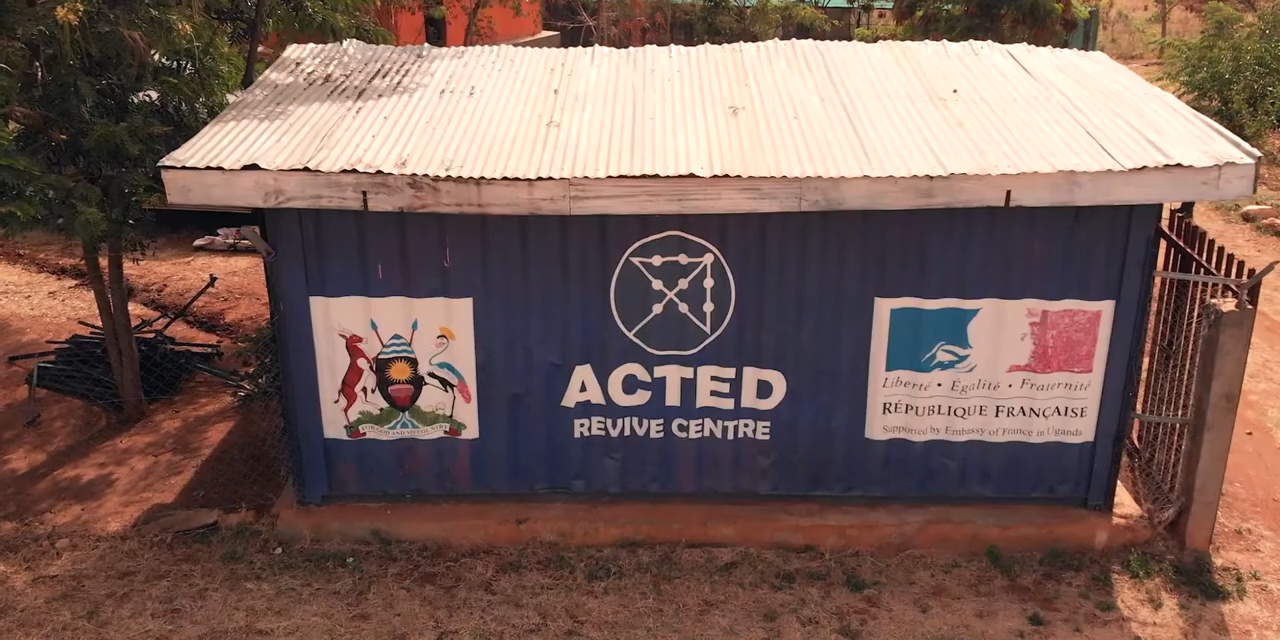 FOR GOD AND MY COUNTRY
ACTED
REVIVE CENTRE
Liberté • Égalité • Fraternité
RÉPUBLIQUE FRANÇAISE
Supported by Embassy of France in Uganda